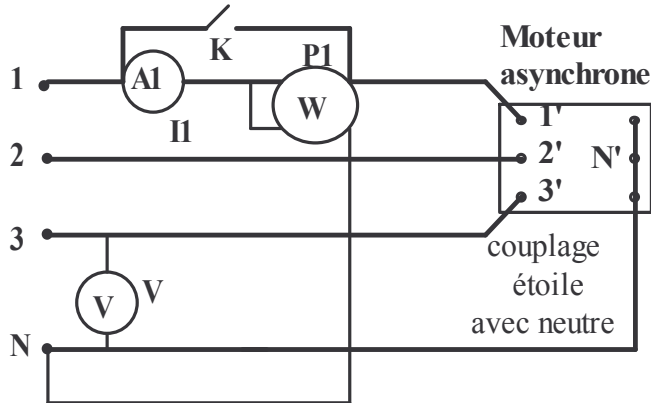 K
P1
Moteur
asynchrone
1
A1
W
1'
I1
2
2'
N'
3'
3
couplage
étoile
avec neutre
V
V
N